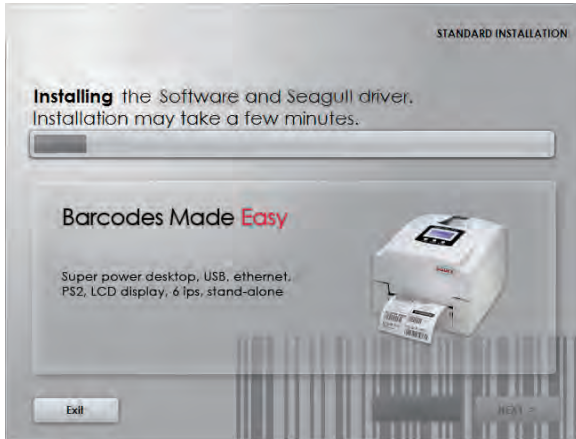 STANDARD INSTALLATION
Installing the Software and Seagull driver.
Installation may take a few minutes.
Barcodes Made Easy
Super power desktop, USB, ethernet,
PS2, LCD display, 6 ips, stand-alone
Exit
NEXT >